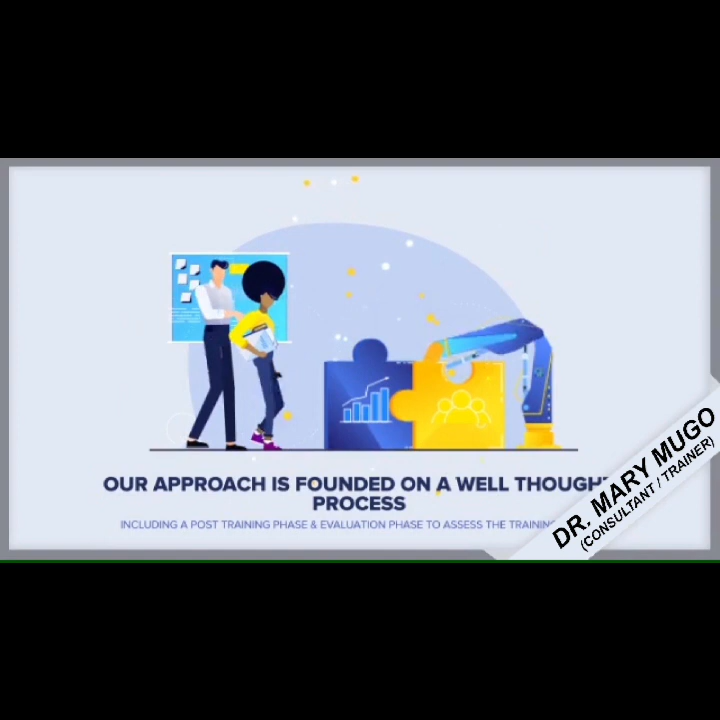 OUR APPROACH IS FOUNDED ON A WELL THOUGHT
PROCESS
INCLUDING A POST TRAINING PHASE & EVALUATION PHASE TO ASSESS THE TRAINING
DR. MARY MUGO
(CONSULTANT / TRAINER)